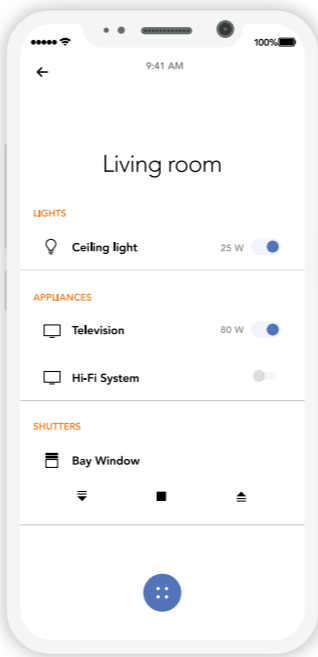 100%
9:41 AM
Living room
LIGHTS
Ceiling light 25 W
APPLIANCES
Television 80 W
Hi-Fi System
SHUTTERS
Bay Window